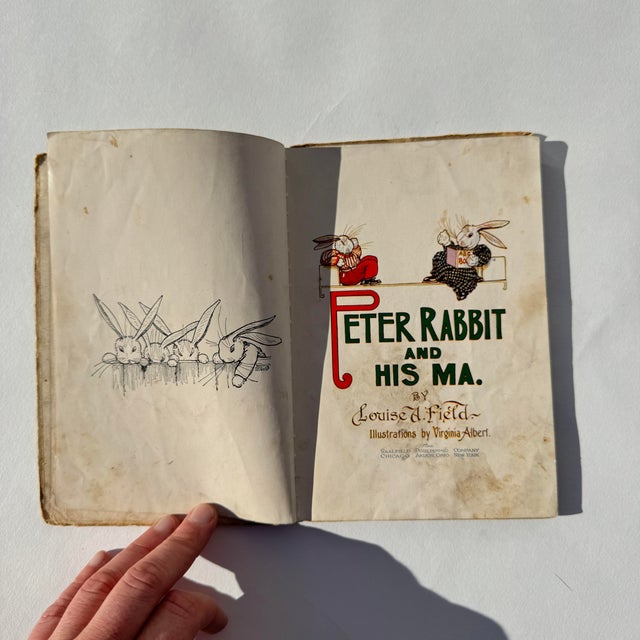 PETER RABBIT
AND
HIS MA.
BY
Louise A. Field
Illustrations by Virginia Albert.
The
SAALFIELD PUBLISHING COMPANY
CHICAGO AKRON, OHIO NEW YORK